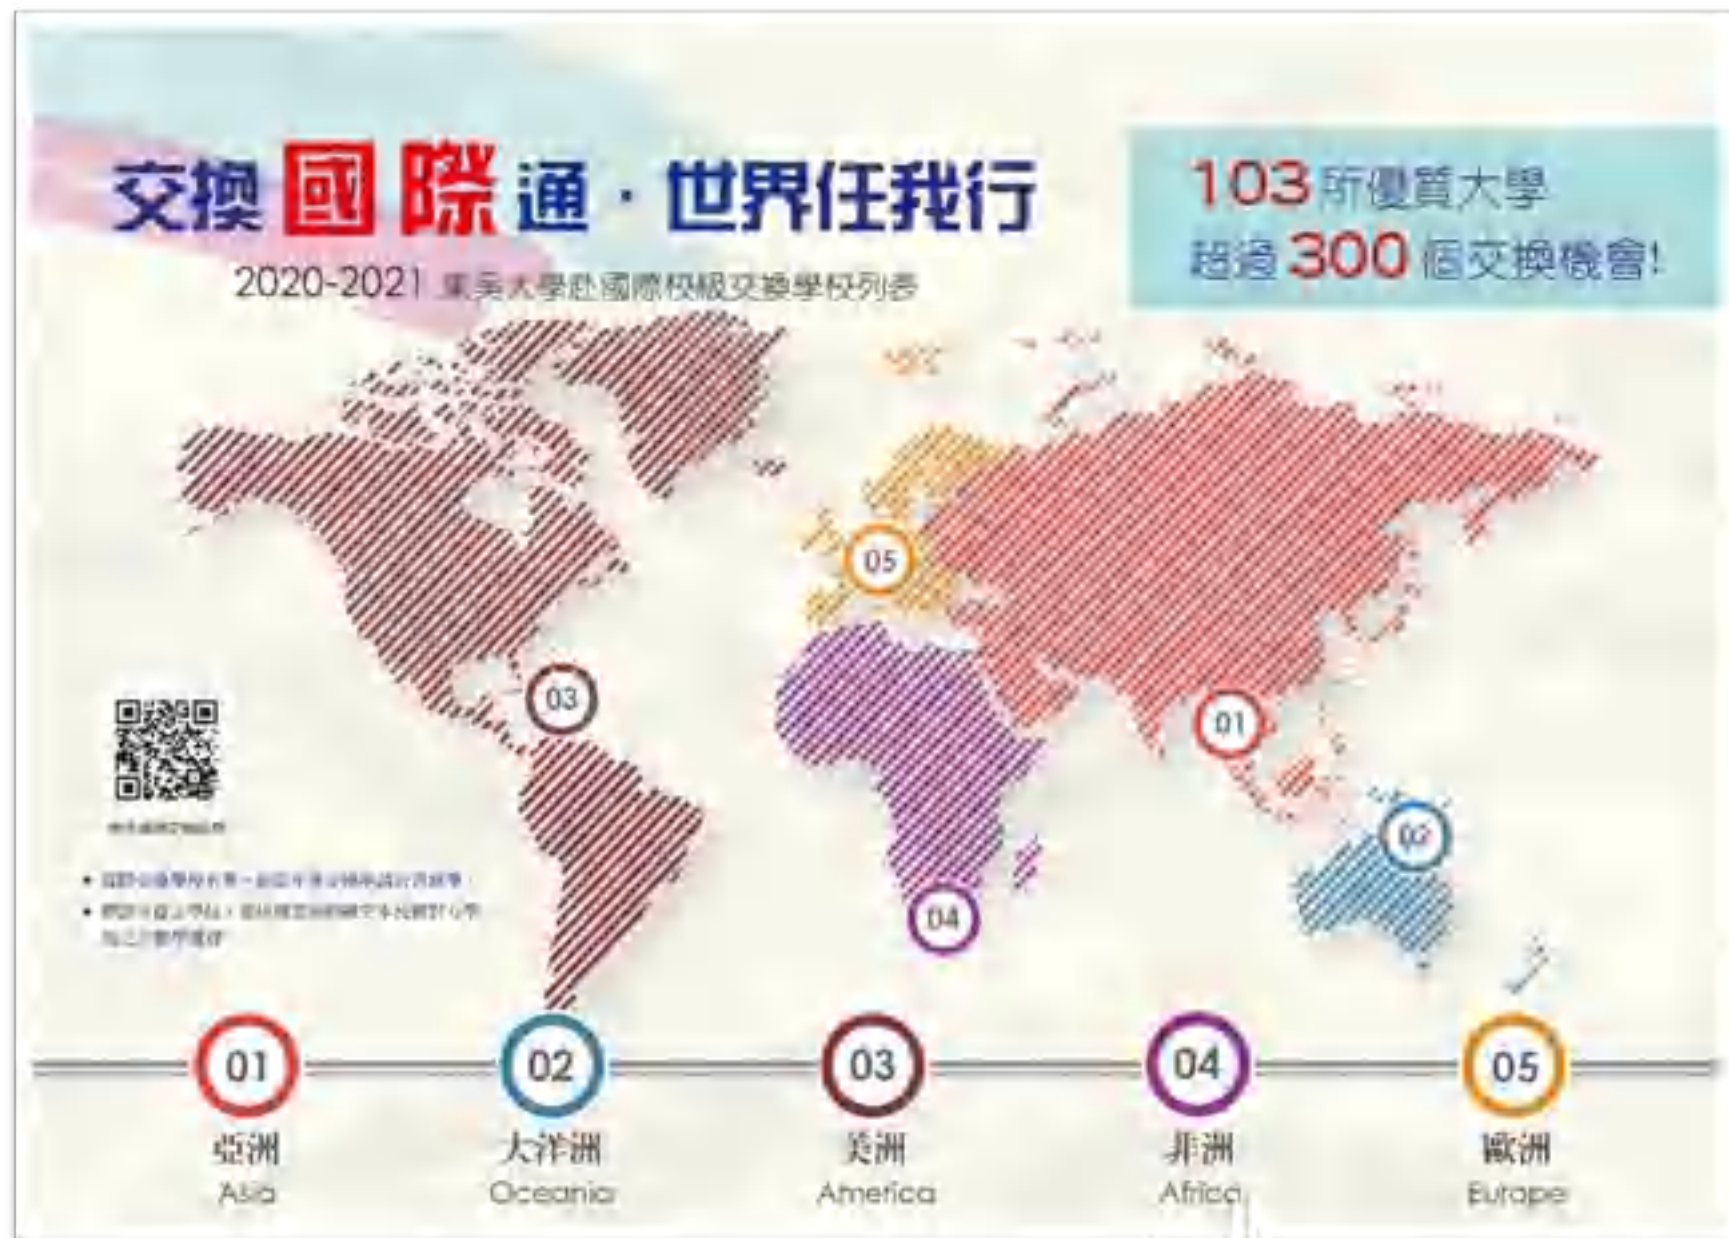 交換國際通・世界任我行
2020-2021 東吳大學赴國際校級交換學校列表
103 所優質大學
超過 300 個交換機會!
05
03
01
02
04
01
02
03
04
05
亞洲
大洋洲
美洲
非洲
歐洲
Asia
Oceania
America
Africa
Europe